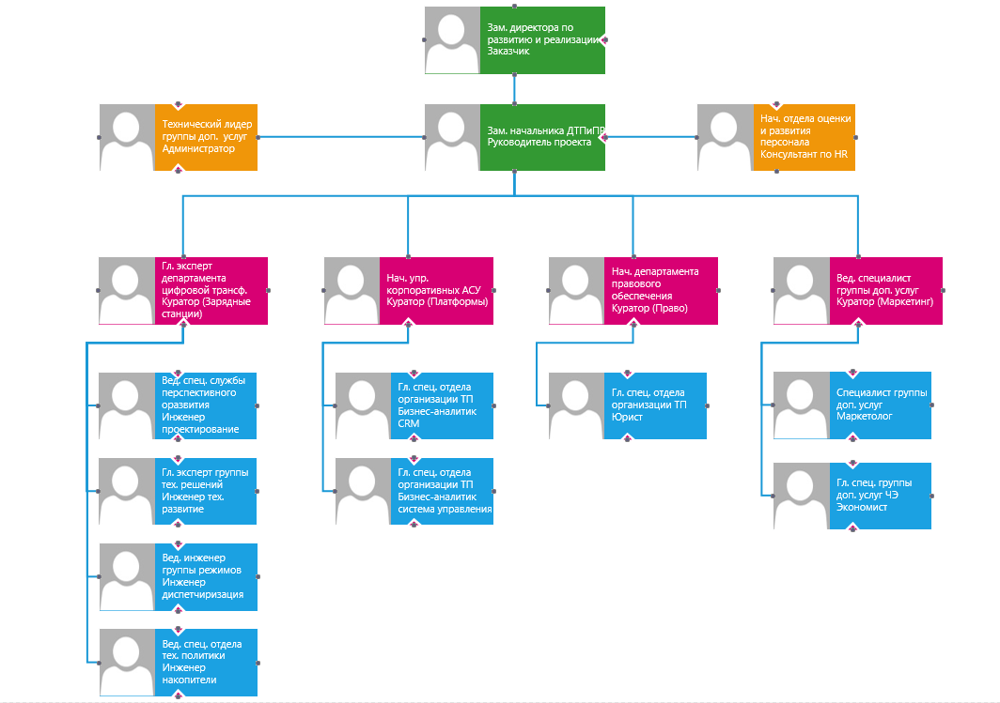 Зам. директора по
развитию и реализации
Заказчик
Технический лидер
группы доп. услуг
Администратор
Зам. начальника ДТПиПР
Руководитель проекта
Нач. отдела оценки
и развития
персонала
Консультант по HR
Гл. эксперт
департамента
цифровой трансф.
Куратор (Зарядные
станции)
Нач. упр.
корпоративных АСУ
Куратор (Платформы)
Нач. департамента
правового
обеспечения
Куратор (Право)
Вед. специалист
группы доп. услуг
Куратор (Маркетинг)
Вед. спец. службы
перспективного
оразвития
Инженер
проектирование
Гл. спец. отдела
организации ТП
Бизнес-аналитик
CRM
Гл. спец. отдела
организации ТП
Юрист
Специалист группы
доп. услуг
Маркетолог
Гл. эксперт группы
тех. решений
Инженер тех.
развитие
Гл. спец. отдела
организации ТП
Бизнес-аналитик
система управления
Гл. спец. группы
доп. услуг ЧЭ
Экономист
Вед. инженер
группы режимов
Инженер
диспетчиризация
Вед. спец. отдела
тех. политики
Инженер
накопители